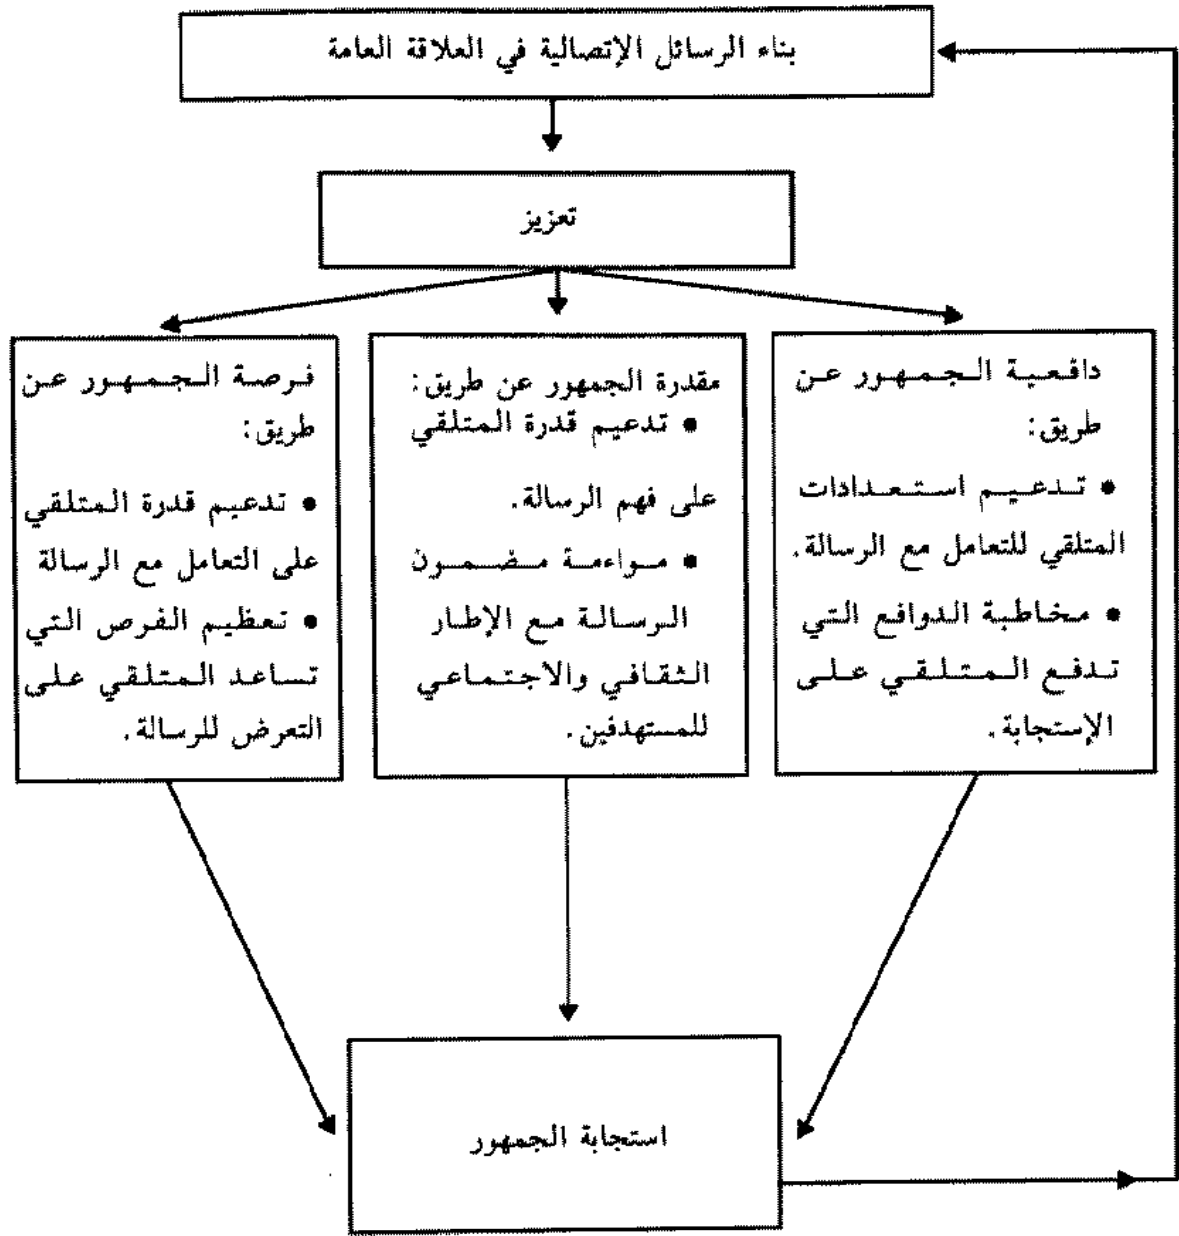 بناء الرسائل الإتصالية في العلاقة العامة
تعزيز
دافعية الجمهور عن
طريق:
• تدعيم استعدادات
المتلقي للتعامل مع الرسالة.
• مخاطبة الدوافع التي
تدفع المتلقي على
الإستجابة.
مقدرة الجمهور عن طريق:
• تدعيم قدرة المتلقي
على فهم الرسالة.
• مواءمة مضمون
الرسالة مع الإطار
الثقافي والاجتماعي
للمستهدفين.
فرصة الجمهور عن
طريق:
• تدعيم قدرة المتلقي
على التعامل مع الرسالة
• تعظيم الفرص التي
تساعد المتلقي على
التعرض للرسالة.
استجابة الجمهور